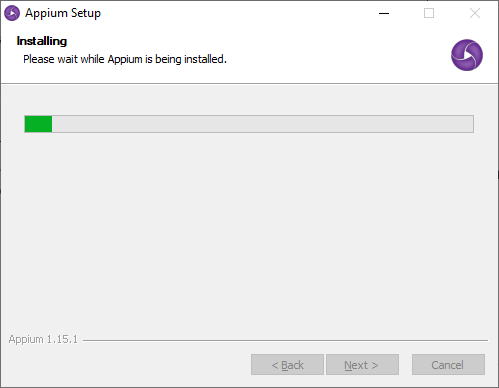 Appium Setup
Installing
Please wait while Appium is being installed.
Appium 1.15.1
< Back
Next >
Cancel